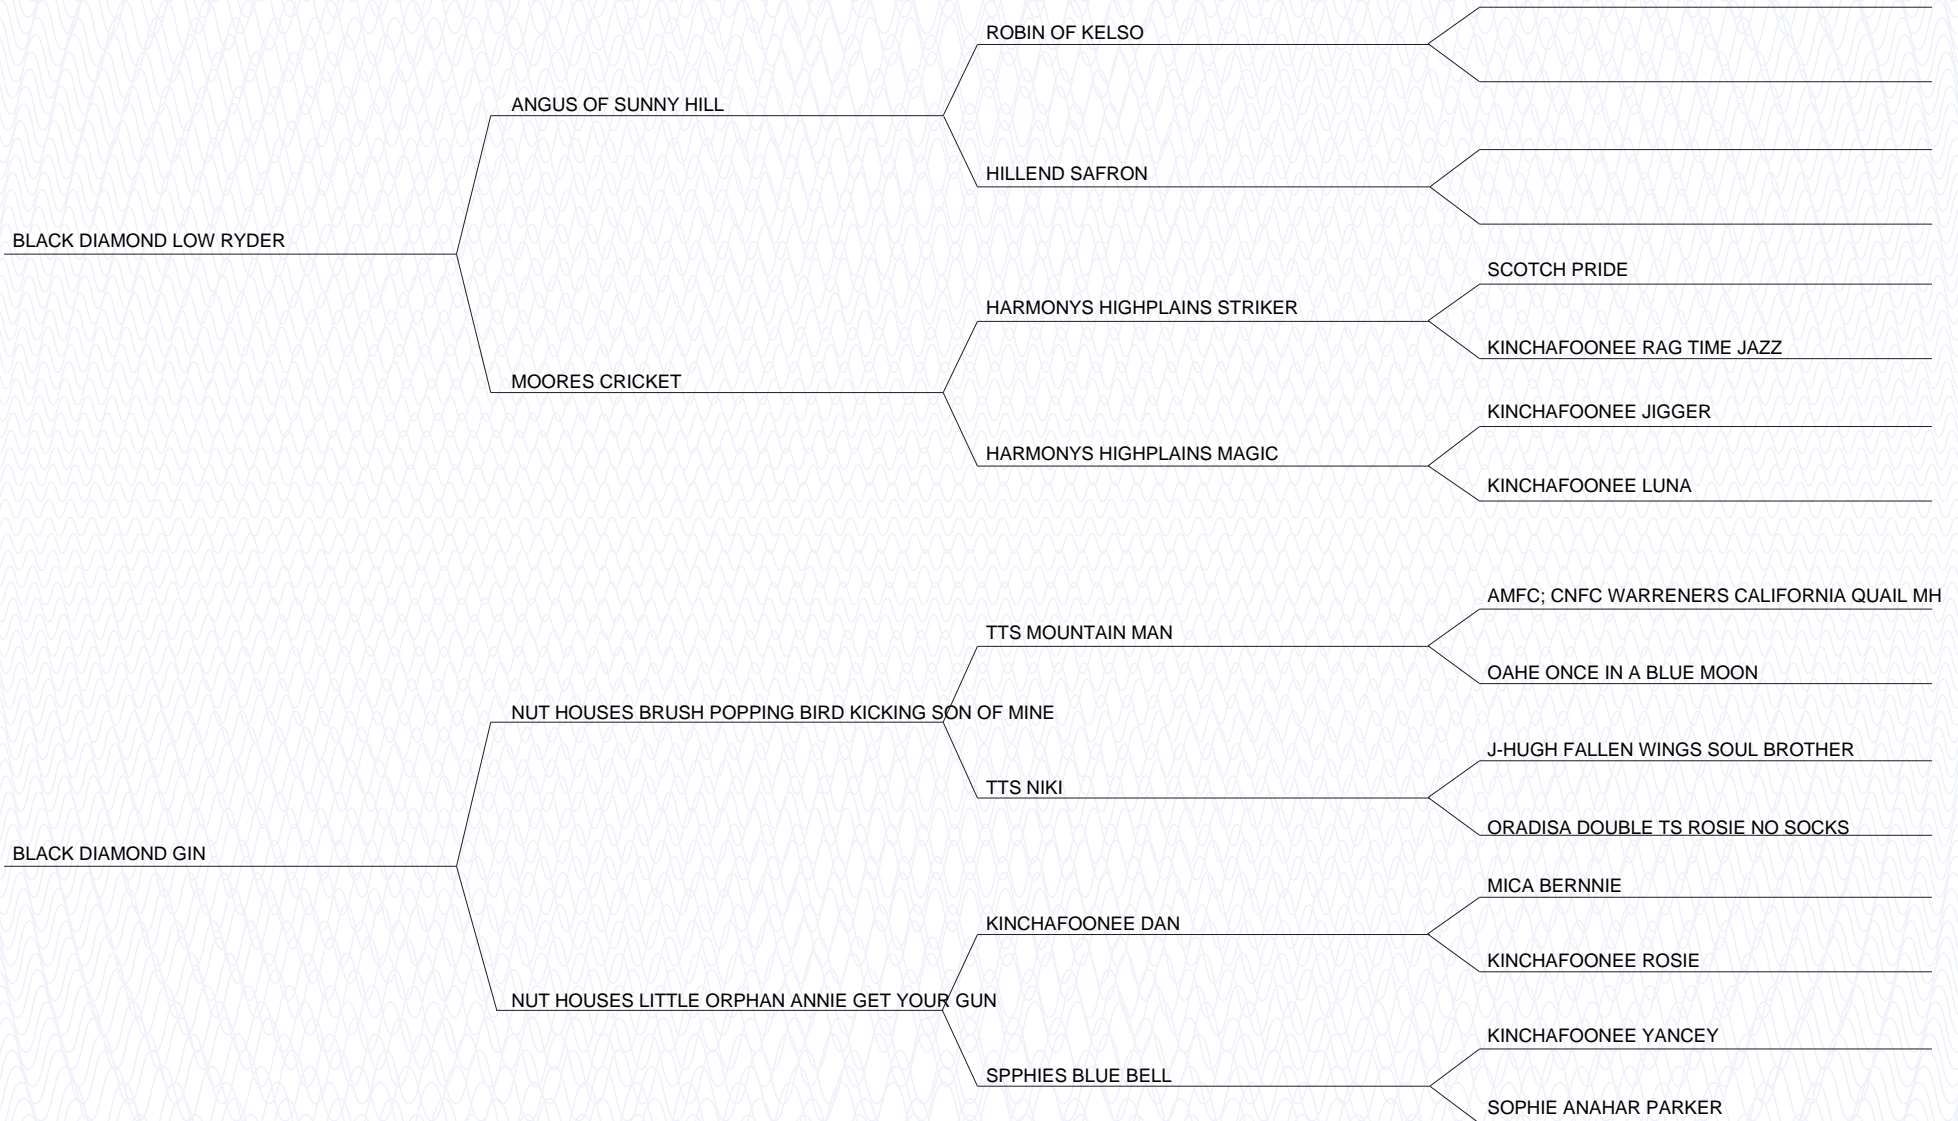 ROBIN OF KELSO
ANGUS OF SUNNY HILL
HILLEND SAFRON
BLACK DIAMOND LOW RYDER
SCOTCH PRIDE
HARMONYS HIGHPLAINS STRIKER
KINCHAFOONEE RAG TIME JAZZ
MOORES CRICKET
KINCHAFOONEE JIGGER
HARMONYS HIGHPLAINS MAGIC
KINCHAFOONEE LUNA
AMFC; CNFC WARRENERS CALIFORNIA QUAIL MH
TTS MOUNTAIN MAN
OAHE ONCE IN A BLUE MOON
NUT HOUSES BRUSH POPPING BIRD KICKING SON OF MINE
J-HUGH FALLEN WINGS SOUL BROTHER
TTS NIKI
ORADISA DOUBLE TS ROSIE NO SOCKS
BLACK DIAMOND GIN
MICA BERNNIE
KINCHAFOONEE DAN
KINCHAFOONEE ROSIE
NUT HOUSES LITTLE ORPHAN ANNIE GET YOUR GUN
KINCHAFOONEE YANCEY
SPPHIES BLUE BELL
SOPHIE ANAHAR PARKER